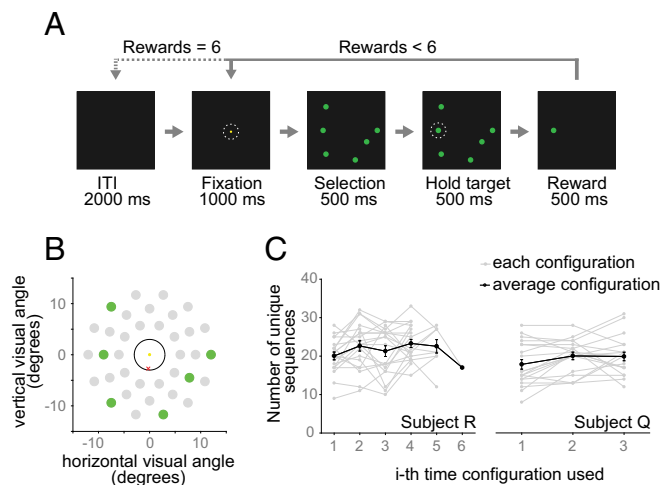 A
Rewards = 6
Rewards < 6
ITI
2000 ms
Fixation
1000 ms
Selection
500 ms
Hold target
500 ms
Reward
500 ms
B
vertical visual angle
(degrees)
10
0
-10
-10
0
10
horizontal visual angle
(degrees)
C
each configuration
average configuration
Number of unique
sequences
40
30
20
10
0
Subject R
Subject Q
1 2 3 4 5 6
1 2 3
i-th time configuration used